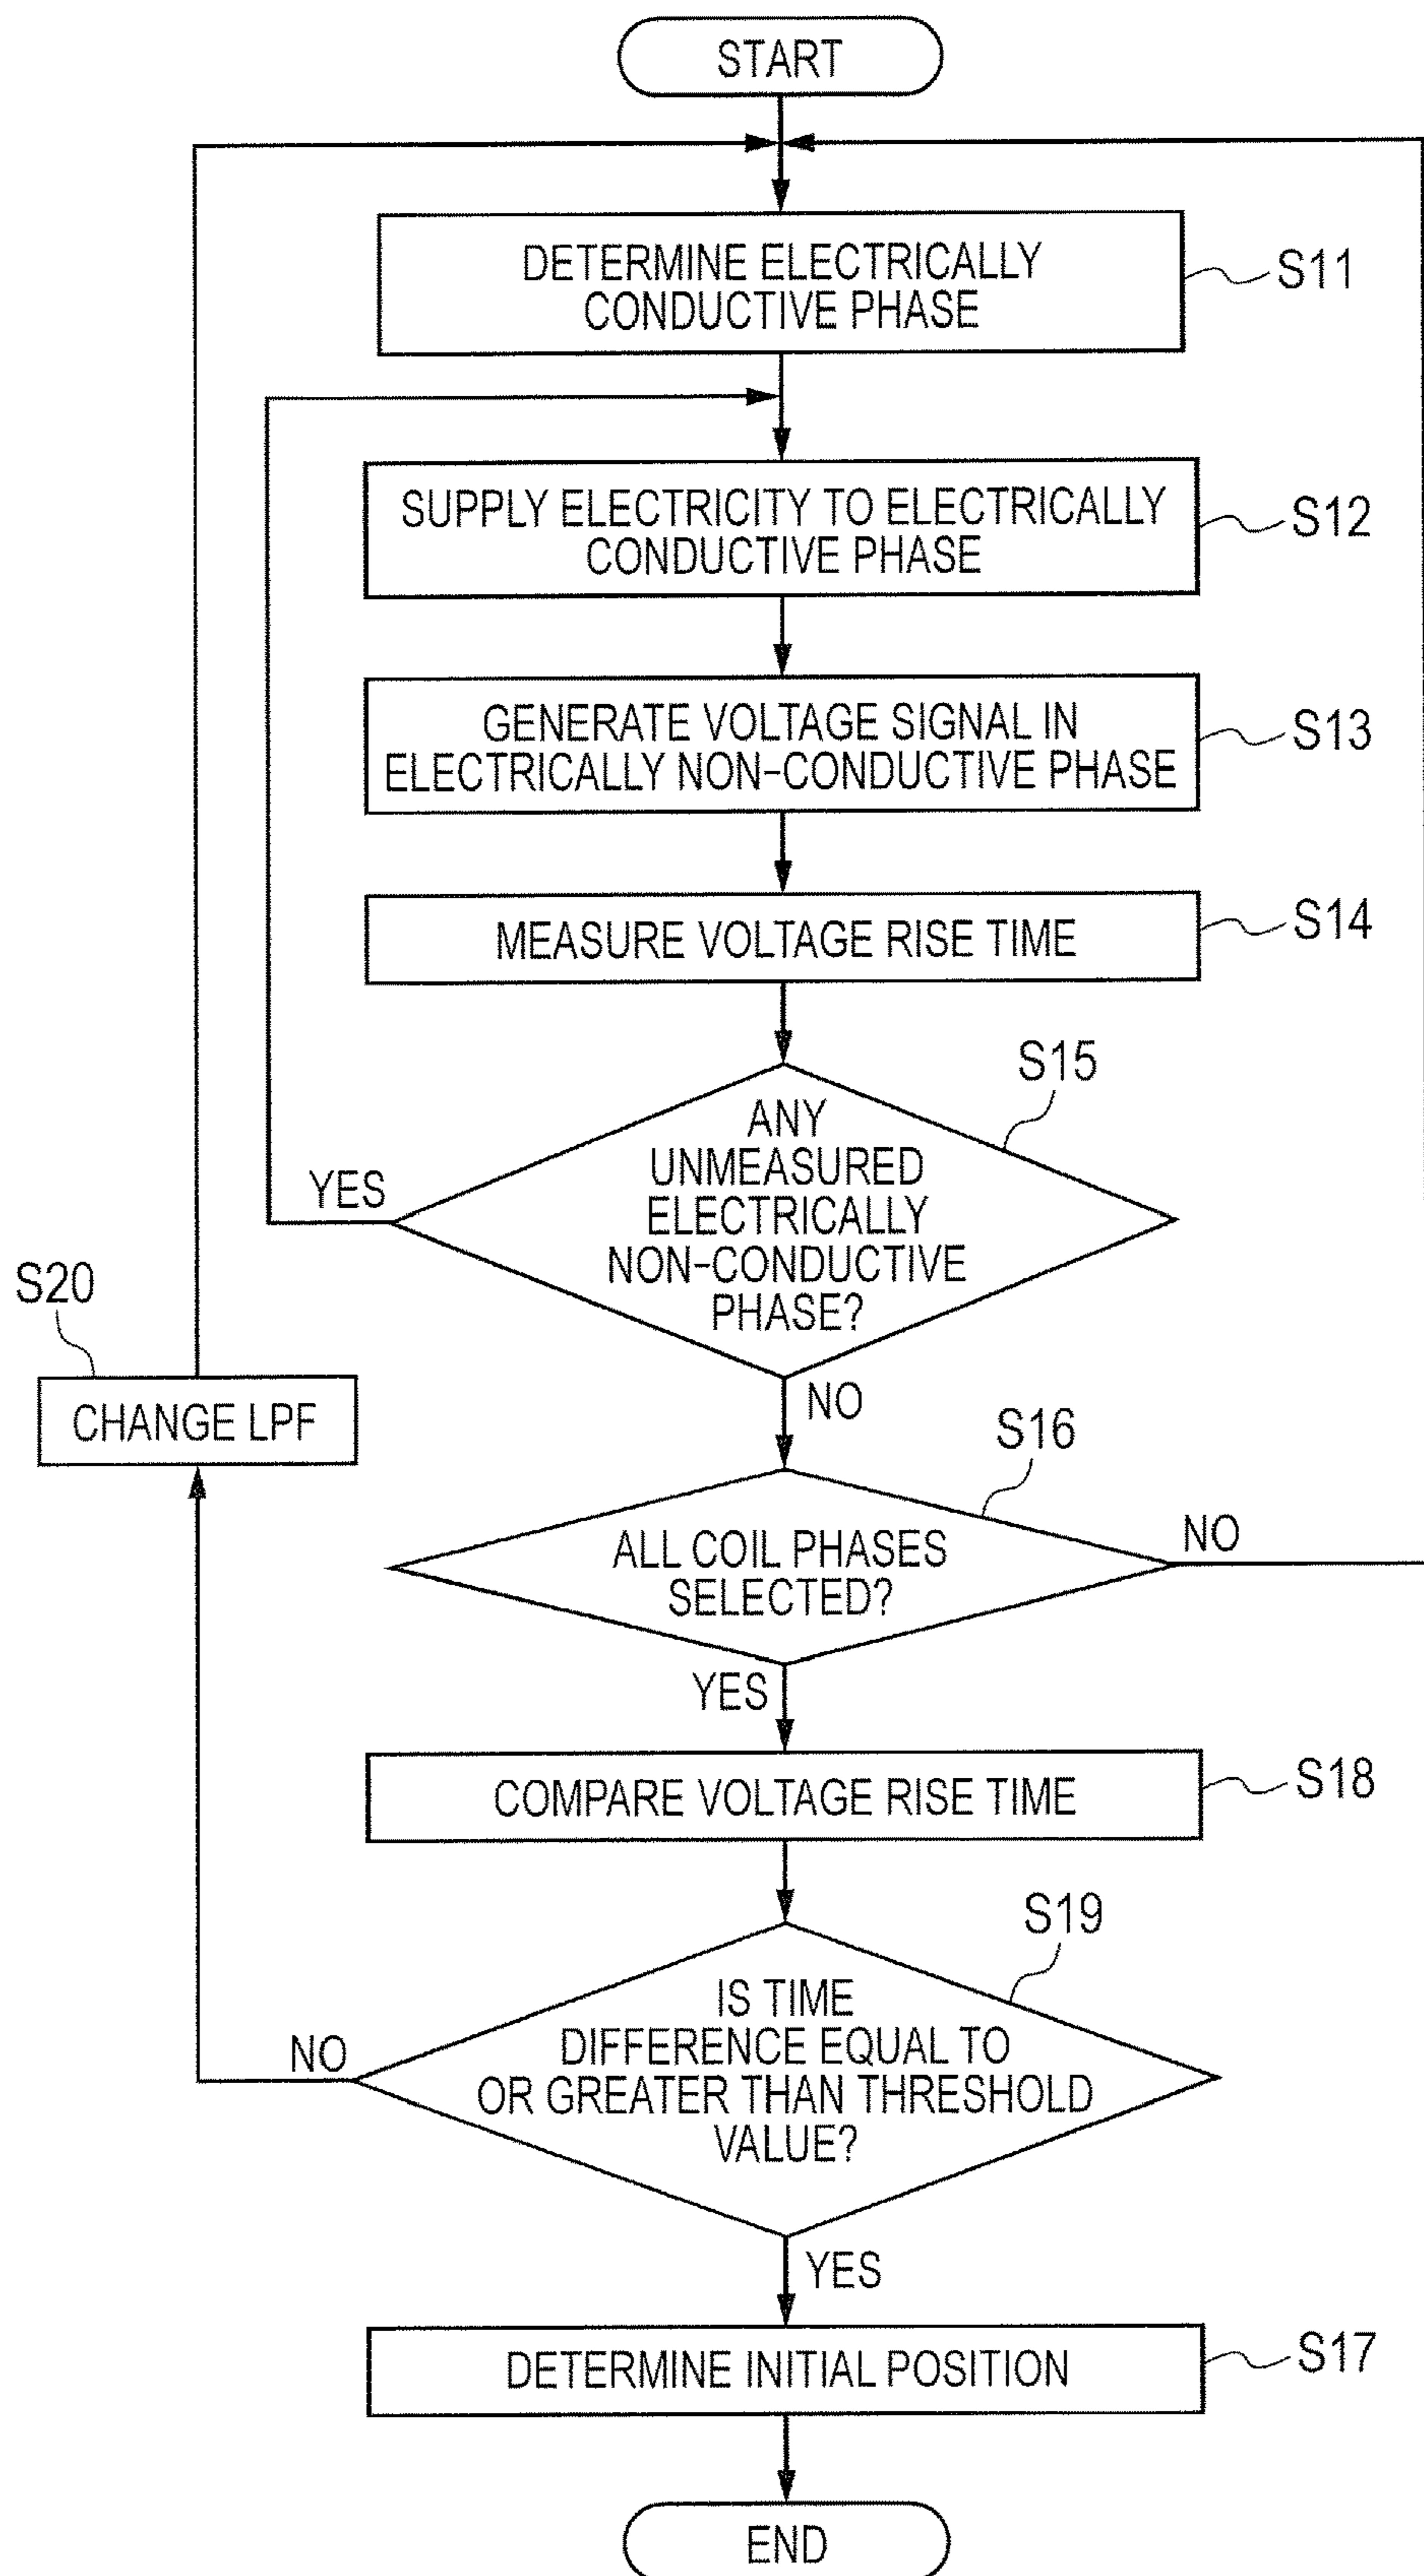 START
DETERMINE ELECTRICALLY
CONDUCTIVE PHASE
S11
SUPPLY ELECTRICITY TO ELECTRICALLY
CONDUCTIVE PHASE
S12
GENERATE VOLTAGE SIGNAL IN
ELECTRICALLY NON-CONDUCTIVE PHASE
S13
MEASURE VOLTAGE RISE TIME
S14
S15
ANY
UNMEASURED
ELECTRICALLY
NON-CONDUCTIVE
PHASE?
YES
NO
S20
CHANGE LPF
S16
ALL COIL PHASES
SELECTED?
NO
YES
COMPARE VOLTAGE RISE TIME
S18
S19
IS TIME
DIFFERENCE EQUAL TO
OR GREATER THAN THRESHOLD
VALUE?
NO
YES
DETERMINE INITIAL POSITION
S17
END